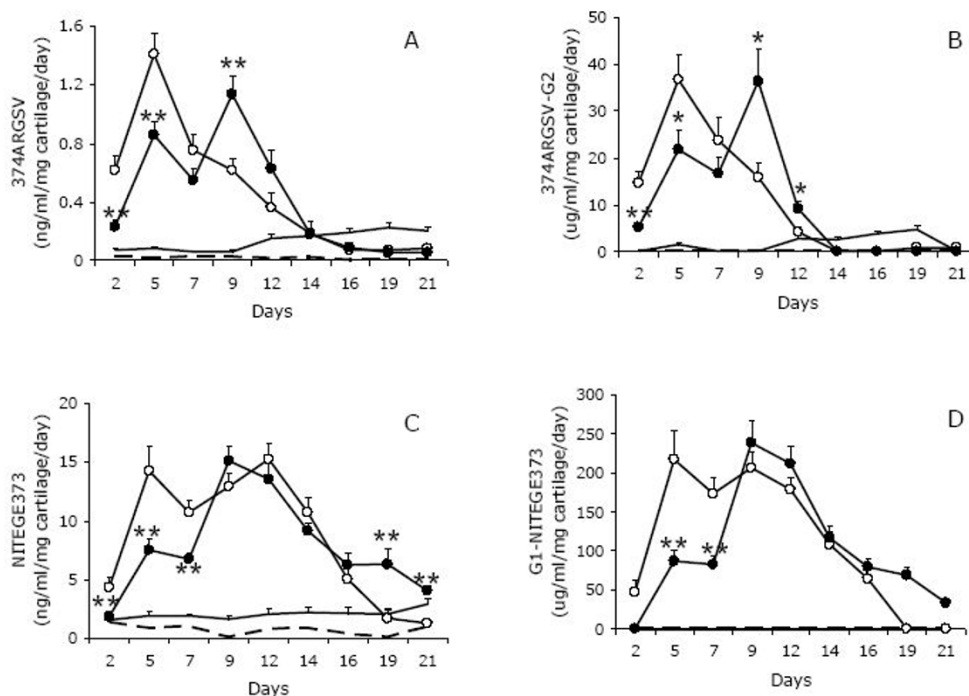 A
374ARGSV
(ng/ml/mg cartilage/day)
1.6
1.2
0.8
0.4
0
**
**
**
2 5 7 9 12 14 16 19 21
Days
B
374ARGSV-G2
(ug/ml/mg cartilage/day)
50
40
30
20
10
0
**
*
*
*
2 5 7 9 12 14 16 19 21
Days
C
NITEGE373
(ng/ml/mg cartilage/day)
20
15
10
5
0
**
**
**
**
**
2 5 7 9 12 14 16 19 21
Days
D
G1-NITEGE373
(ug/ml/mg cartilage/day)
300
250
200
150
100
50
0
**
**
2 5 7 9 12 14 16 19 21
Days